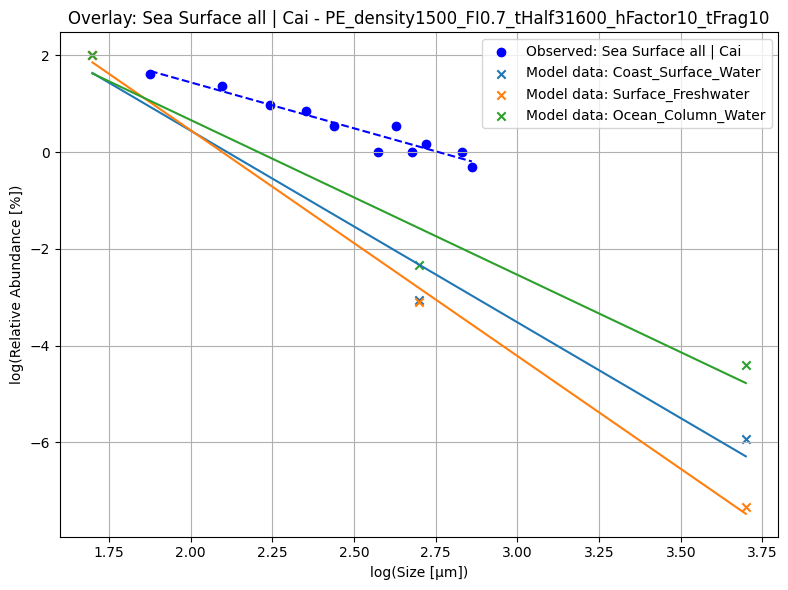 Overlay: Sea Surface all | Cai - PE_density1500_FI0.7_tHalf31600_hFactor10_tFrag10
Observed: Sea Surface all | Cai
Model data: Coast_Surface_Water
Model data: Surface_Freshwater
Model data: Ocean_Column_Water
log(Relative Abundance [%])
2
0
−2
−4
−6
1.75 2.00 2.25 2.50 2.75 3.00 3.25 3.50 3.75
log(Size [µm])